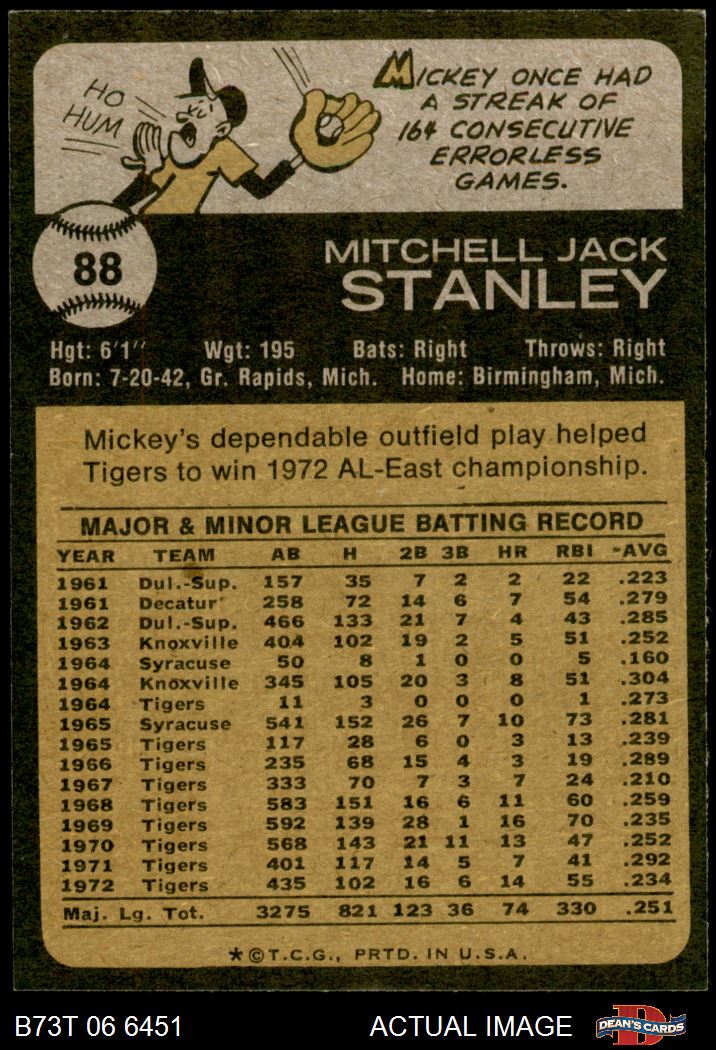 HO
HUM
MICKEY ONCE HAD
A STREAK OF
164 CONSECUTIVE
ERRORLESS
GAMES.
88
MITCHELL JACK
STANLEY
Hgt: 6'1" Wgt: 195 Bats: Right Throws: Right
Born: 7-20-42, Gr. Rapids, Mich. Home: Birmingham, Mich.
Mickey's dependable outfield play helped
Tigers to win 1972 AL-East championship.
MAJOR & MINOR LEAGUE BATTING RECORD
YEAR TEAM AB H 2B 3B HR RBI AVG
1961 Dul.-Sup. 157 35 7 2 2 22 .223
1961 Decatur 258 72 14 6 7 54 .279
1962 Dul.-Sup. 466 133 21 7 4 43 .285
1963 Knoxville 404 102 19 2 5 51 .252
1964 Syracuse 50 8 1 0 0 5 .160
1964 Knoxville 345 105 20 3 8 51 .304
1964 Tigers 11 3 0 0 0 1 .273
1965 Syracuse 541 152 26 7 10 73 .281
1965 Tigers 117 28 6 0 3 13 .239
1966 Tigers 235 68 15 4 3 19 .289
1967 Tigers 333 70 7 3 7 24 .210
1968 Tigers 583 151 16 6 11 60 .259
1969 Tigers 592 139 28 1 16 70 .235
1970 Tigers 568 143 21 11 13 47 .252
1971 Tigers 401 117 14 5 7 41 .292
1972 Tigers 435 102 16 6 14 55 .234
Maj. Lg. Tot. 3275 821 123 36 74 330 .251
*©T.C.G., PRTD. IN U.S.A.
B73T 06 6451 ACTUAL IMAGE D DEAN'S CARDS